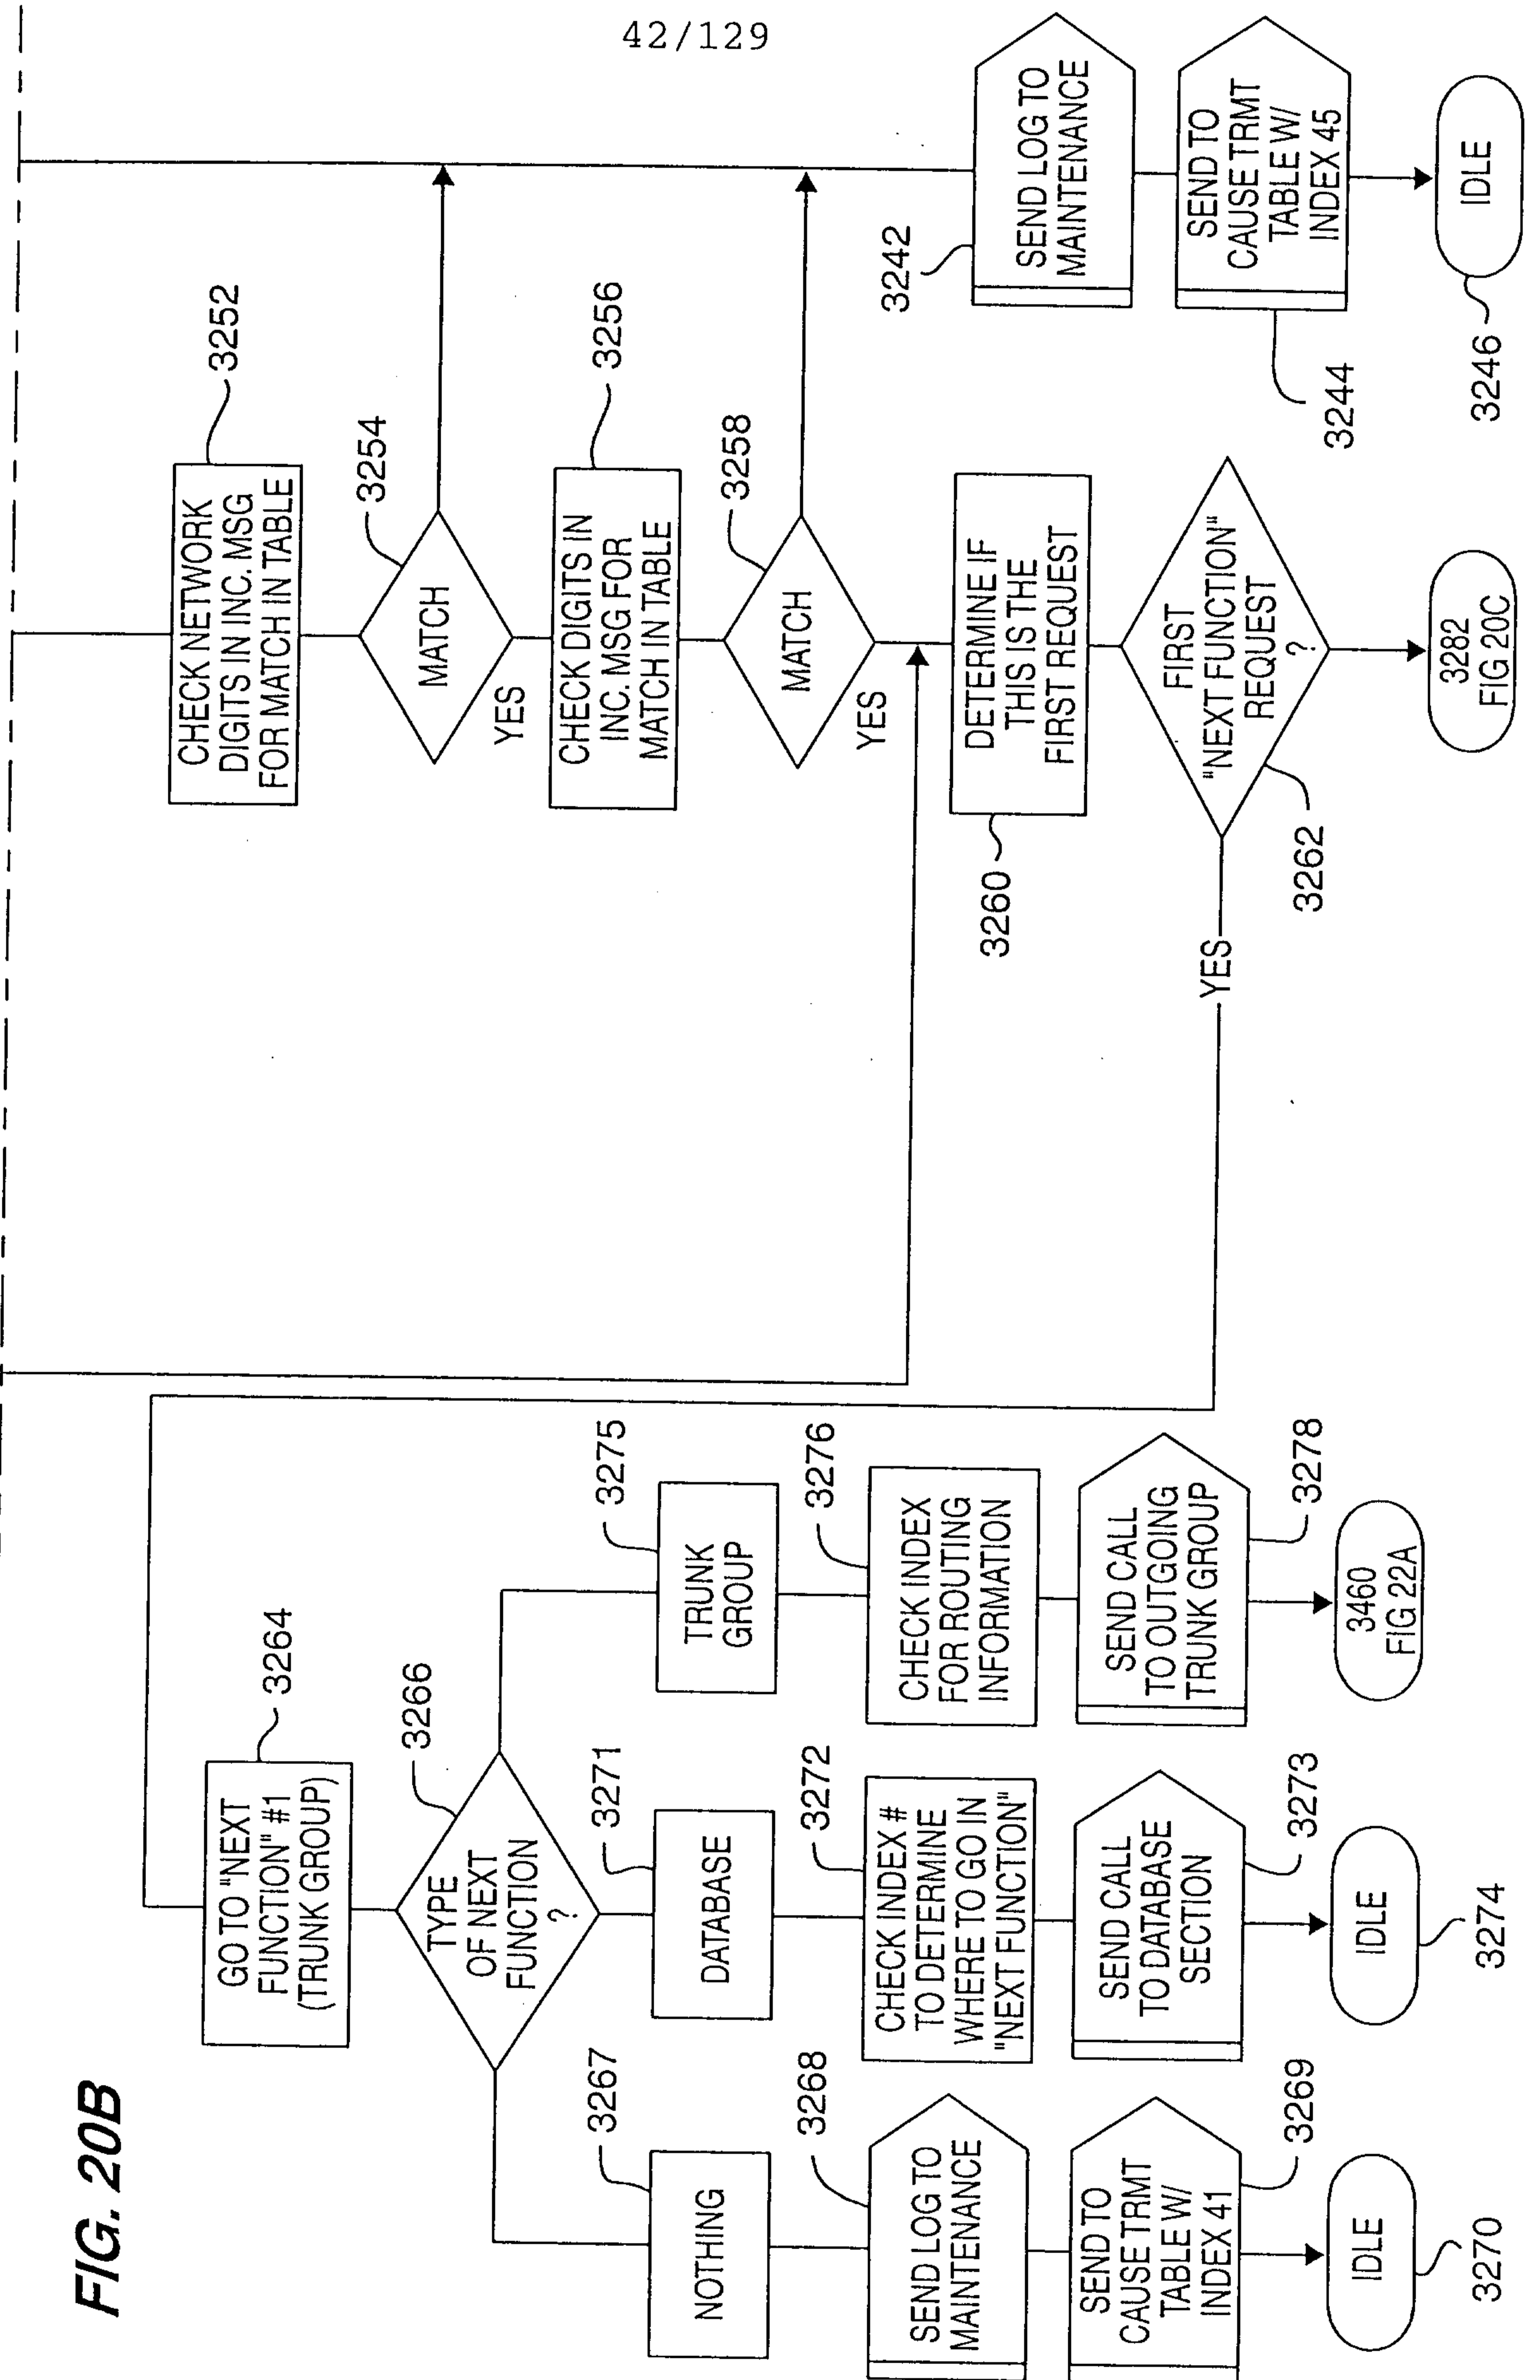 42/129
FIG. 20B
CHECK NETWORK
DIGITS IN INC. MSG
FOR MATCH IN TABLE
3252
MATCH
3254
YES
CHECK DIGITS IN
INC. MSG FOR
MATCH IN TABLE
3256
MATCH
3258
YES
DETERMINE IF
THIS IS THE
FIRST REQUEST
3260
FIRST
"NEXT FUNCTION"
REQUEST
?
3262
YES
3282
FIG 20C
3242
SEND LOG TO
MAINTENANCE
SEND TO
CAUSE TRMT
TABLE W/
INDEX 45
3244
IDLE
3246
GO TO "NEXT
FUNCTION" #1
(TRUNK GROUP)
3264
TYPE
OF NEXT
FUNCTION
?
3266
NOTHING
3267
SEND LOG TO
MAINTENANCE
3268
SEND TO
CAUSE TRMT
TABLE W/
INDEX 41
3269
IDLE
3270
DATABASE
3271
CHECK INDEX #
TO DETERMINE
WHERE TO GO IN
"NEXT FUNCTION"
3272
SEND CALL
TO DATABASE
SECTION
3273
IDLE
3274
TRUNK
GROUP
3275
CHECK INDEX
FOR ROUTING
INFORMATION
3276
SEND CALL
TO OUTGOING
TRUNK GROUP
3278
3460
FIG 22A